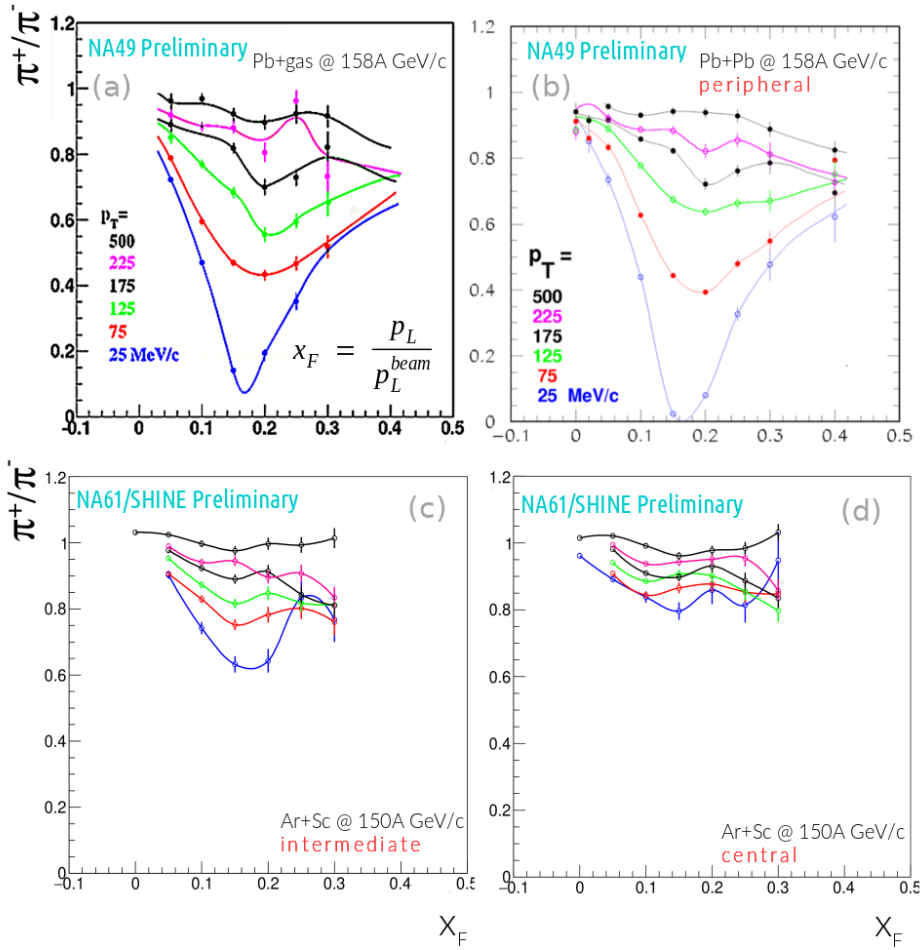 π+/π-
1.2
1
0.8
0.6
0.4
0.2
0
-0.1
0
0.1
0.2
0.3
0.4
0.5
NA49 Preliminary
Pb+gas @ 158A GeV/c
(a)
pT=
500
225
175
125
75
25 MeV/c
xF = pL / pL^beam
1.2
1
0.8
0.6
0.4
0.2
0
−0.1
0
0.1
0.2
0.3
0.4
0.5
NA49 Preliminary
Pb+Pb @ 158A GeV/c
peripheral
(b)
pT =
500
225
175
125
75
25 MeV/c
π+/π-
1.2
1
0.8
0.6
0.4
0.2
0
−0.1
0
0.1
0.2
0.3
0.4
0.5
NA61/SHINE Preliminary
(c)
Ar+Sc @ 150A GeV/c
intermediate
XF
1.2
1
0.8
0.6
0.4
0.2
0
−0.1
0
0.1
0.2
0.3
0.4
0.5
NA61/SHINE Preliminary
(d)
Ar+Sc @ 150A GeV/c
central
XF